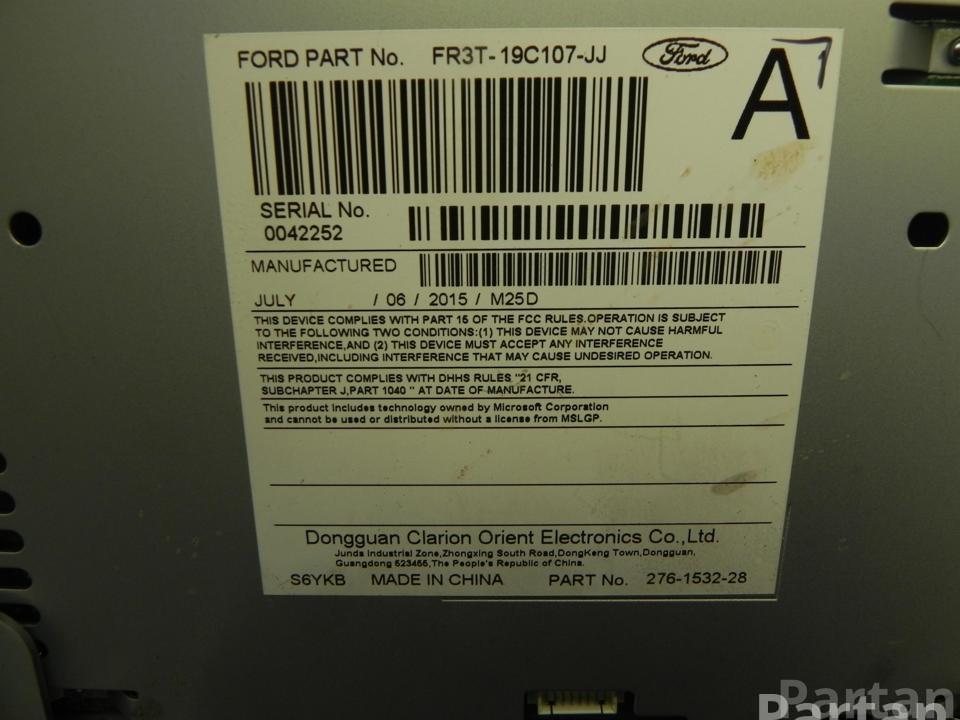 FORD PART No. FR3T-19C107-JJ Ford
A
SERIAL No.
0042252
MANUFACTURED
JULY / 06 / 2015 / M25D
THIS DEVICE COMPLIES WITH PART 15 OF THE FCC RULES.OPERATION IS SUBJECT
TO THE FOLLOWING TWO CONDITIONS:(1) THIS DEVICE MAY NOT CAUSE HARMFUL
INTERFERENCE,AND (2) THIS DEVICE MUST ACCEPT ANY INTERFERENCE
RECEIVED,INCLUDING INTERFERENCE THAT MAY CAUSE UNDESIRED OPERATION.
THIS PRODUCT COMPLIES WITH DHHS RULES "21 CFR,
SUBCHAPTER J,PART 1040 " AT DATE OF MANUFACTURE.
This product includes technology owned by Microsoft Corporation
and cannot be used or distributed without a license from MSLGP.
Dongguan Clarion Orient Electronics Co.,Ltd.
Junda Industrial Zone,Zhongxing South Road,DongKeng Town,Dongguan,
Guangdong 523455,The People's Republic of China.
S6YKB MADE IN CHINA PART No. 276-1532-28
Partan
Partan